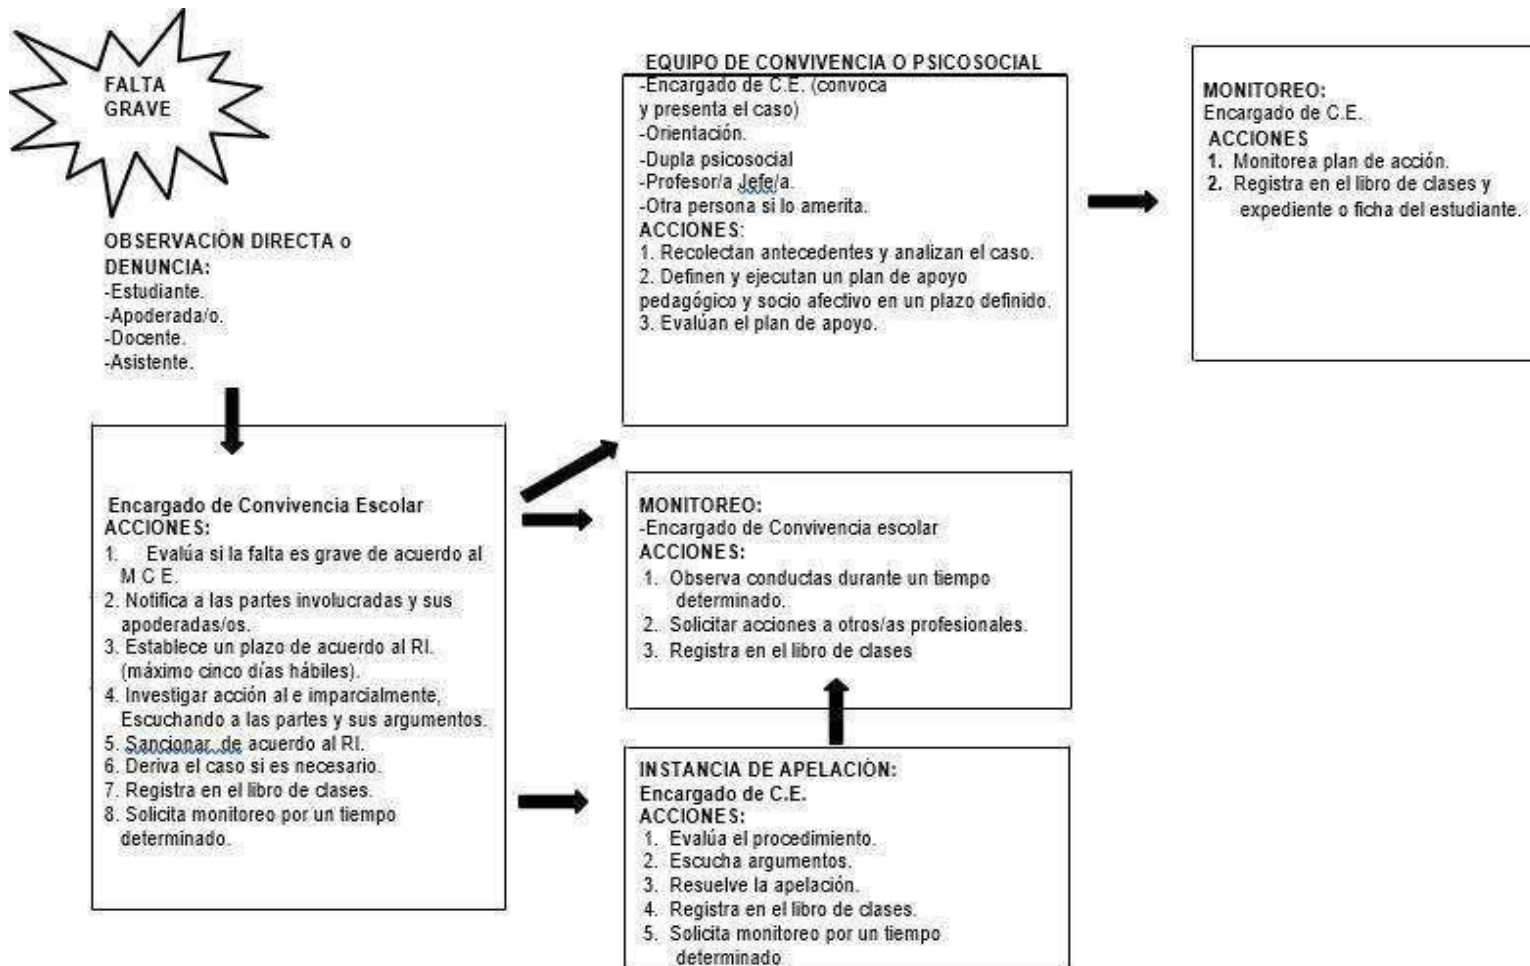 FALTA
GRAVE
OBSERVACIÓN DIRECTA o
DENUNCIA:
-Estudiante.
-Apoderada/o.
-Docente.
-Asistente.
Encargado de Convivencia Escolar
ACCIONES:
1. Evalúa si la falta es grave de acuerdo al
M C E.
2. Notifica a las partes involucradas y sus
apoderadas/os.
3. Establece un plazo de acuerdo al RI.
(máximo cinco días hábiles).
4. Investigar acción al e imparcialmente,
Escuchando a las partes y sus argumentos.
5. Sancionar de acuerdo al RI.
6. Deriva el caso si es necesario.
7. Registra en el libro de clases.
8. Solicita monitoreo por un tiempo
determinado.
EQUIPO DE CONVIVENCIA O PSICOSOCIAL
-Encargado de C.E. (convoca
y presenta el caso)
-Orientación.
-Dupla psicosocial
-Profesor/a Jefe/a.
-Otra persona si lo amerita.
ACCIONES:
1. Recolectan antecedentes y analizan el caso.
2. Definen y ejecutan un plan de apoyo
pedagógico y socio afectivo en un plazo definido.
3. Evalúan el plan de apoyo.
MONITOREO:
-Encargado de Convivencia escolar
ACCIONES:
1. Observa conductas durante un tiempo
determinado.
2. Solicitar acciones a otros/as profesionales.
3. Registra en el libro de clases
INSTANCIA DE APELACIÓN:
Encargado de C.E.
ACCIONES:
1. Evalúa el procedimiento.
2. Escucha argumentos.
3. Resuelve la apelación.
4. Registra en el libro de clases.
5. Solicita monitoreo por un tiempo
determinado
MONITOREO:
Encargado de C.E.
ACCIONES
1. Monitorea plan de acción.
2. Registra en el libro de clases y
expediente o ficha del estudiante.